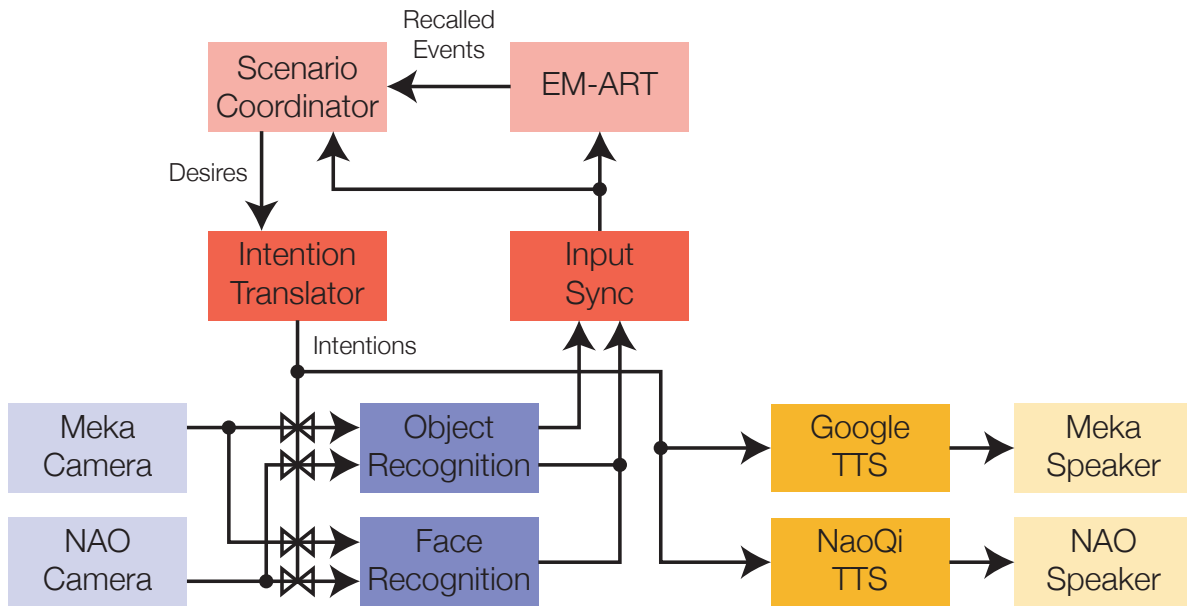 Recalled
Events
Scenario
Coordinator
EM-ART
Desires
Intention
Translator
Input
Sync
Intentions
Meka
Camera
Object
Recognition
Google
TTS
Meka
Speaker
NAO
Camera
Face
Recognition
NaoQi
TTS
NAO
Speaker